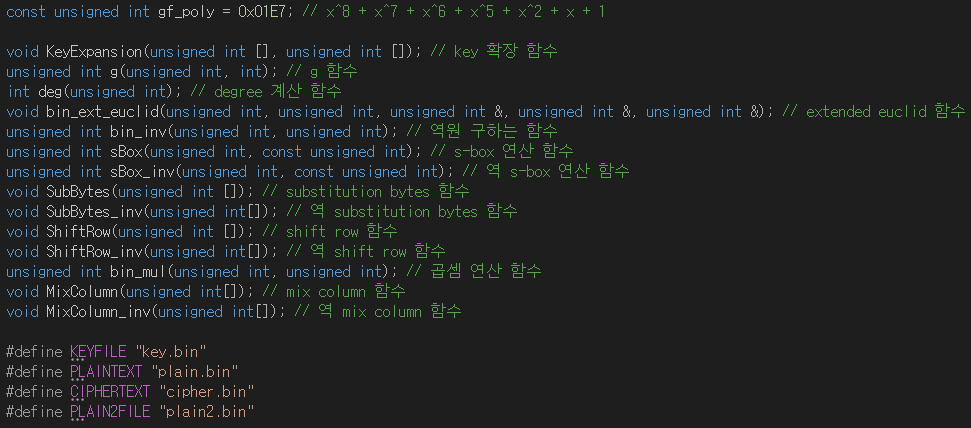 const unsigned int gf_poly = 0x01E7; // x^8 + x^7 + x^6 + x^5 + x^2 + x + 1
void KeyExpansion(unsigned int [], unsigned int []); // key 확장 함수
unsigned int g(unsigned int, int); // g 함수
int deg(unsigned int); // degree 계산 함수
void bin_ext_euclid(unsigned int, unsigned int, unsigned int &, unsigned int &, unsigned int &); // extended euclid 함수
unsigned int bin_inv(unsigned int, unsigned int); // 역원 구하는 함수
unsigned int sBox(unsigned int, const unsigned int); // s-box 연산 함수
unsigned int sBox_inv(unsigned int, const unsigned int); // 역 s-box 연산 함수
void SubBytes(unsigned int []); // substitution bytes 함수
void SubBytes_inv(unsigned int[]); // 역 substitution bytes 함수
void ShiftRow(unsigned int []); // shift row 함수
void ShiftRow_inv(unsigned int[]); // 역 shift row 함수
unsigned int bin_mul(unsigned int, unsigned int); // 곱셈 연산 함수
void MixColumn(unsigned int[]); // mix column 함수
void MixColumn_inv(unsigned int[]); // 역 mix column 함수
#define KEYFILE "key.bin"
#define PLAINTEXT "plain.bin"
#define CIPHERTEXT "cipher.bin"
#define PLAIN2FILE "plain2.bin"